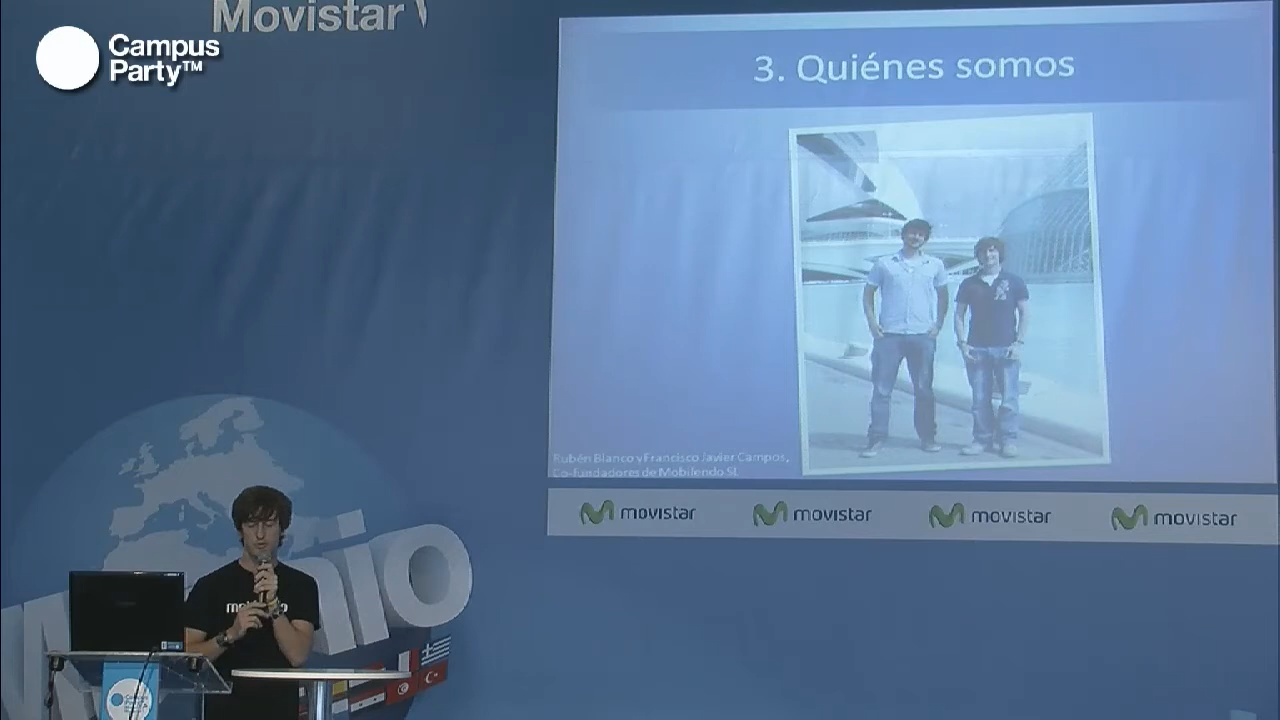 Movistar
Campus
Party™
3. Quiénes somos
Rubén Blanco y Francisco Javier Campos,
Co-fundadores de Mobilendo SL
movistar movistar movistar movistar